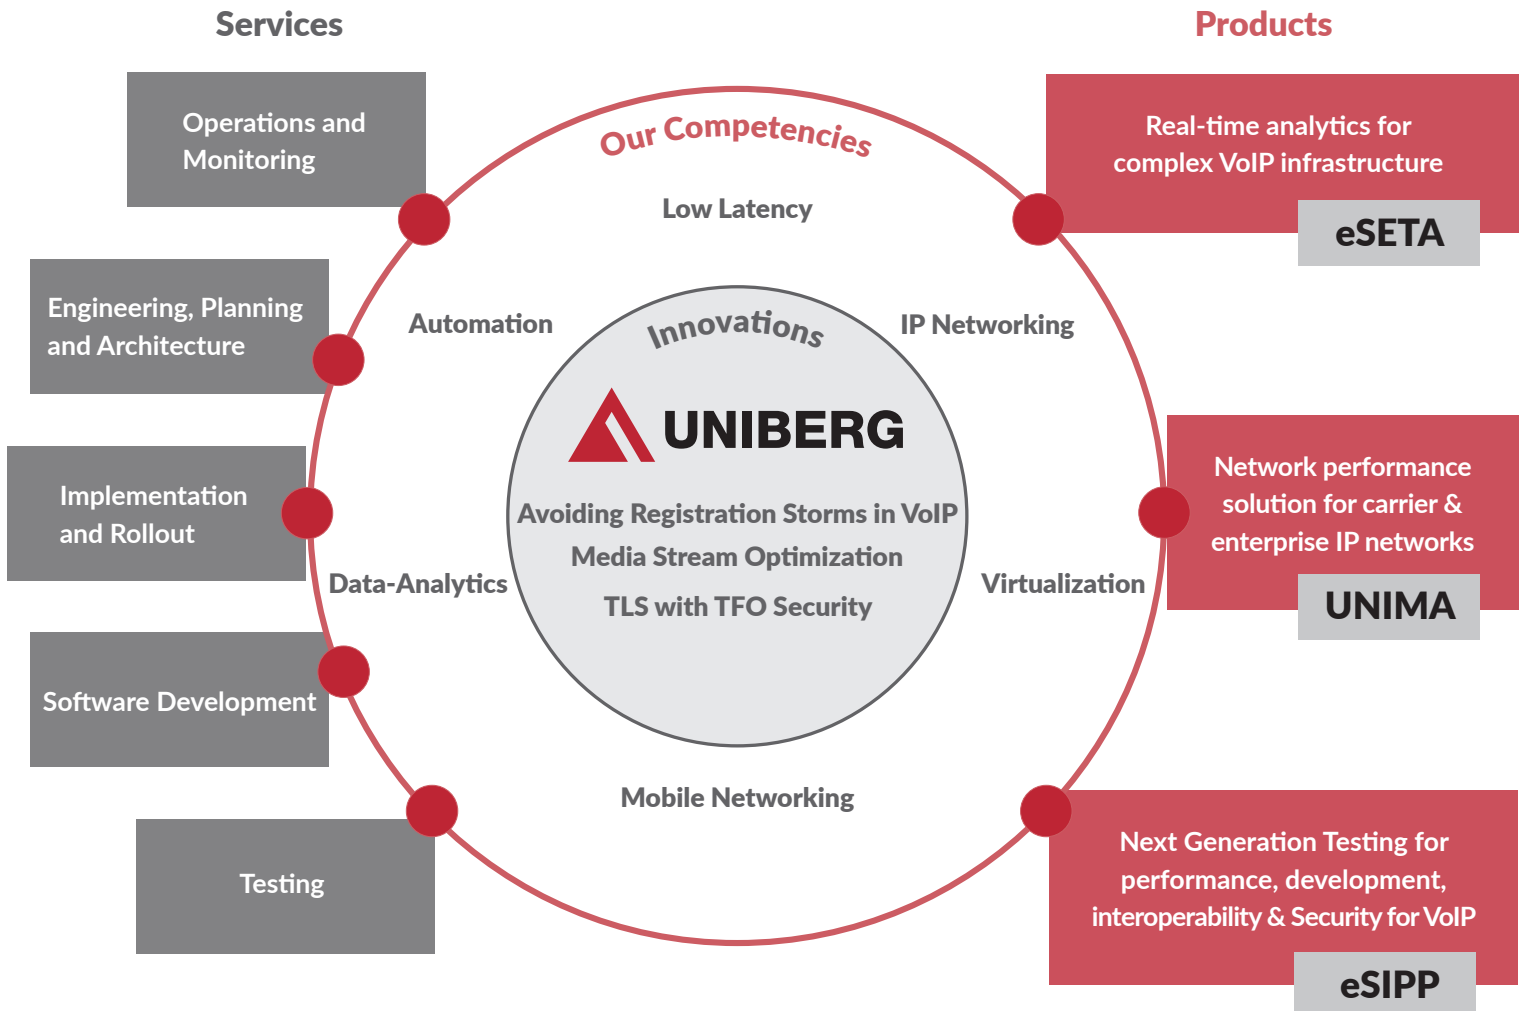 Services
Products
Operations and
Monitoring
Engineering, Planning
and Architecture
Implementation
and Rollout
Software Development
Testing
Our Competencies
Low Latency
Automation
IP Networking
Data-Analytics
Virtualization
Mobile Networking
Innovations
UNIBERG
Avoiding Registration Storms in VoIP
Media Stream Optimization
TLS with TFO Security
Real-time analytics for
complex VoIP infrastructure
eSETA
Network performance
solution for carrier &
enterprise IP networks
UNIMA
Next Generation Testing for
performance, development,
interoperability & Security for VoIP
eSIPP